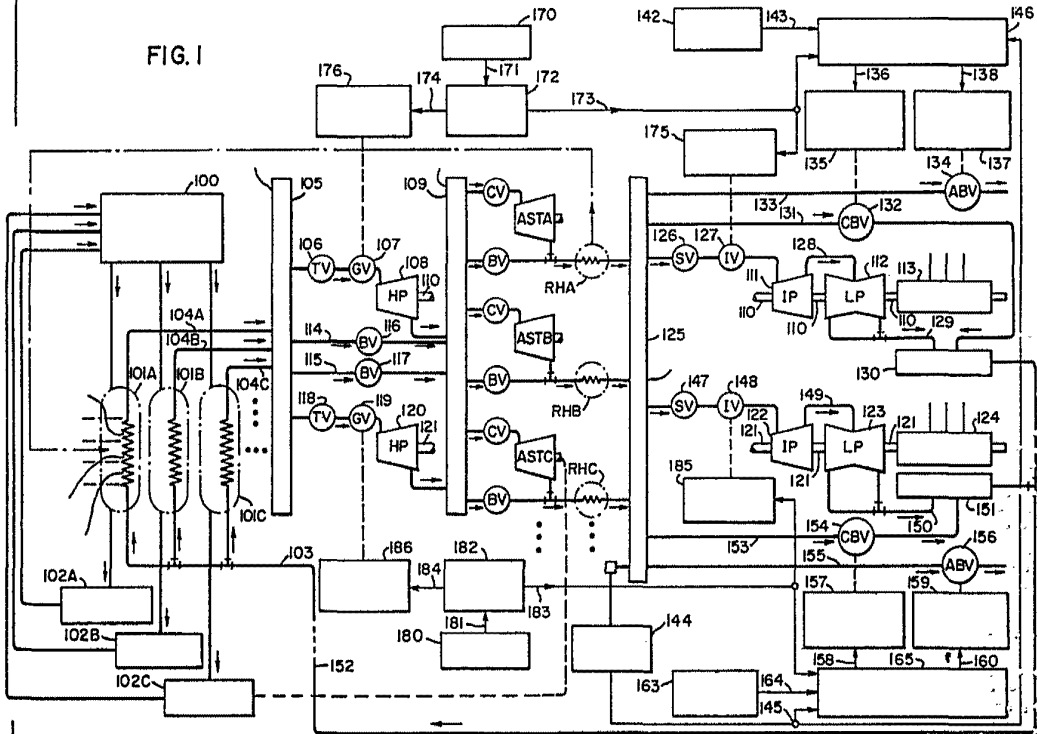 FIG. 1
170
171
172
173
174
176
175
142
143
146
136
138
135
137
134
ABV
133
132
CBV
131
100
105
109
CV
ASTA
BV
RHA
106
TV
107
GV
108
HP
110
126
SV
127
IV
128
111
IP
110
112
LP
110
113
110
129
130
104A
104B
104C
114
BV
116
115
BV
117
CV
ASTB
BV
RHB
125
101A
101B
101C
118
TV
119
GV
120
HP
121
CV
ASTC
BV
RHC
147
SV
148
IV
149
122
IP
121
121
123
LP
121
124
150
151
185
153
154
CBV
155
156
ABV
103
186
184
182
183
181
180
157
159
158
165
160
144
163
164
145
102A
102B
102C
152